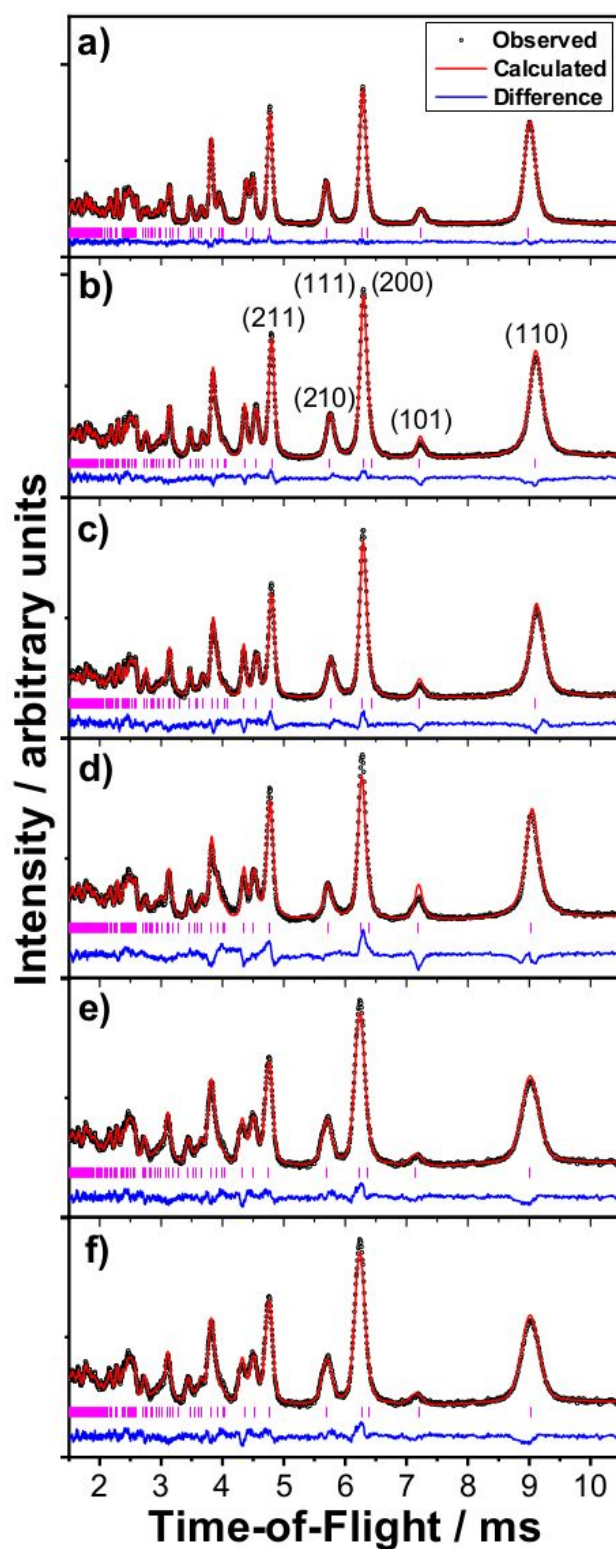 a)
Observed
Calculated
Difference
b)
(111)
(200)
(211)
(110)
(210)
(101)
c)
d)
e)
f)
Intensity / arbitrary units
2 3 4 5 6 7 8 9 10
Time-of-Flight / ms